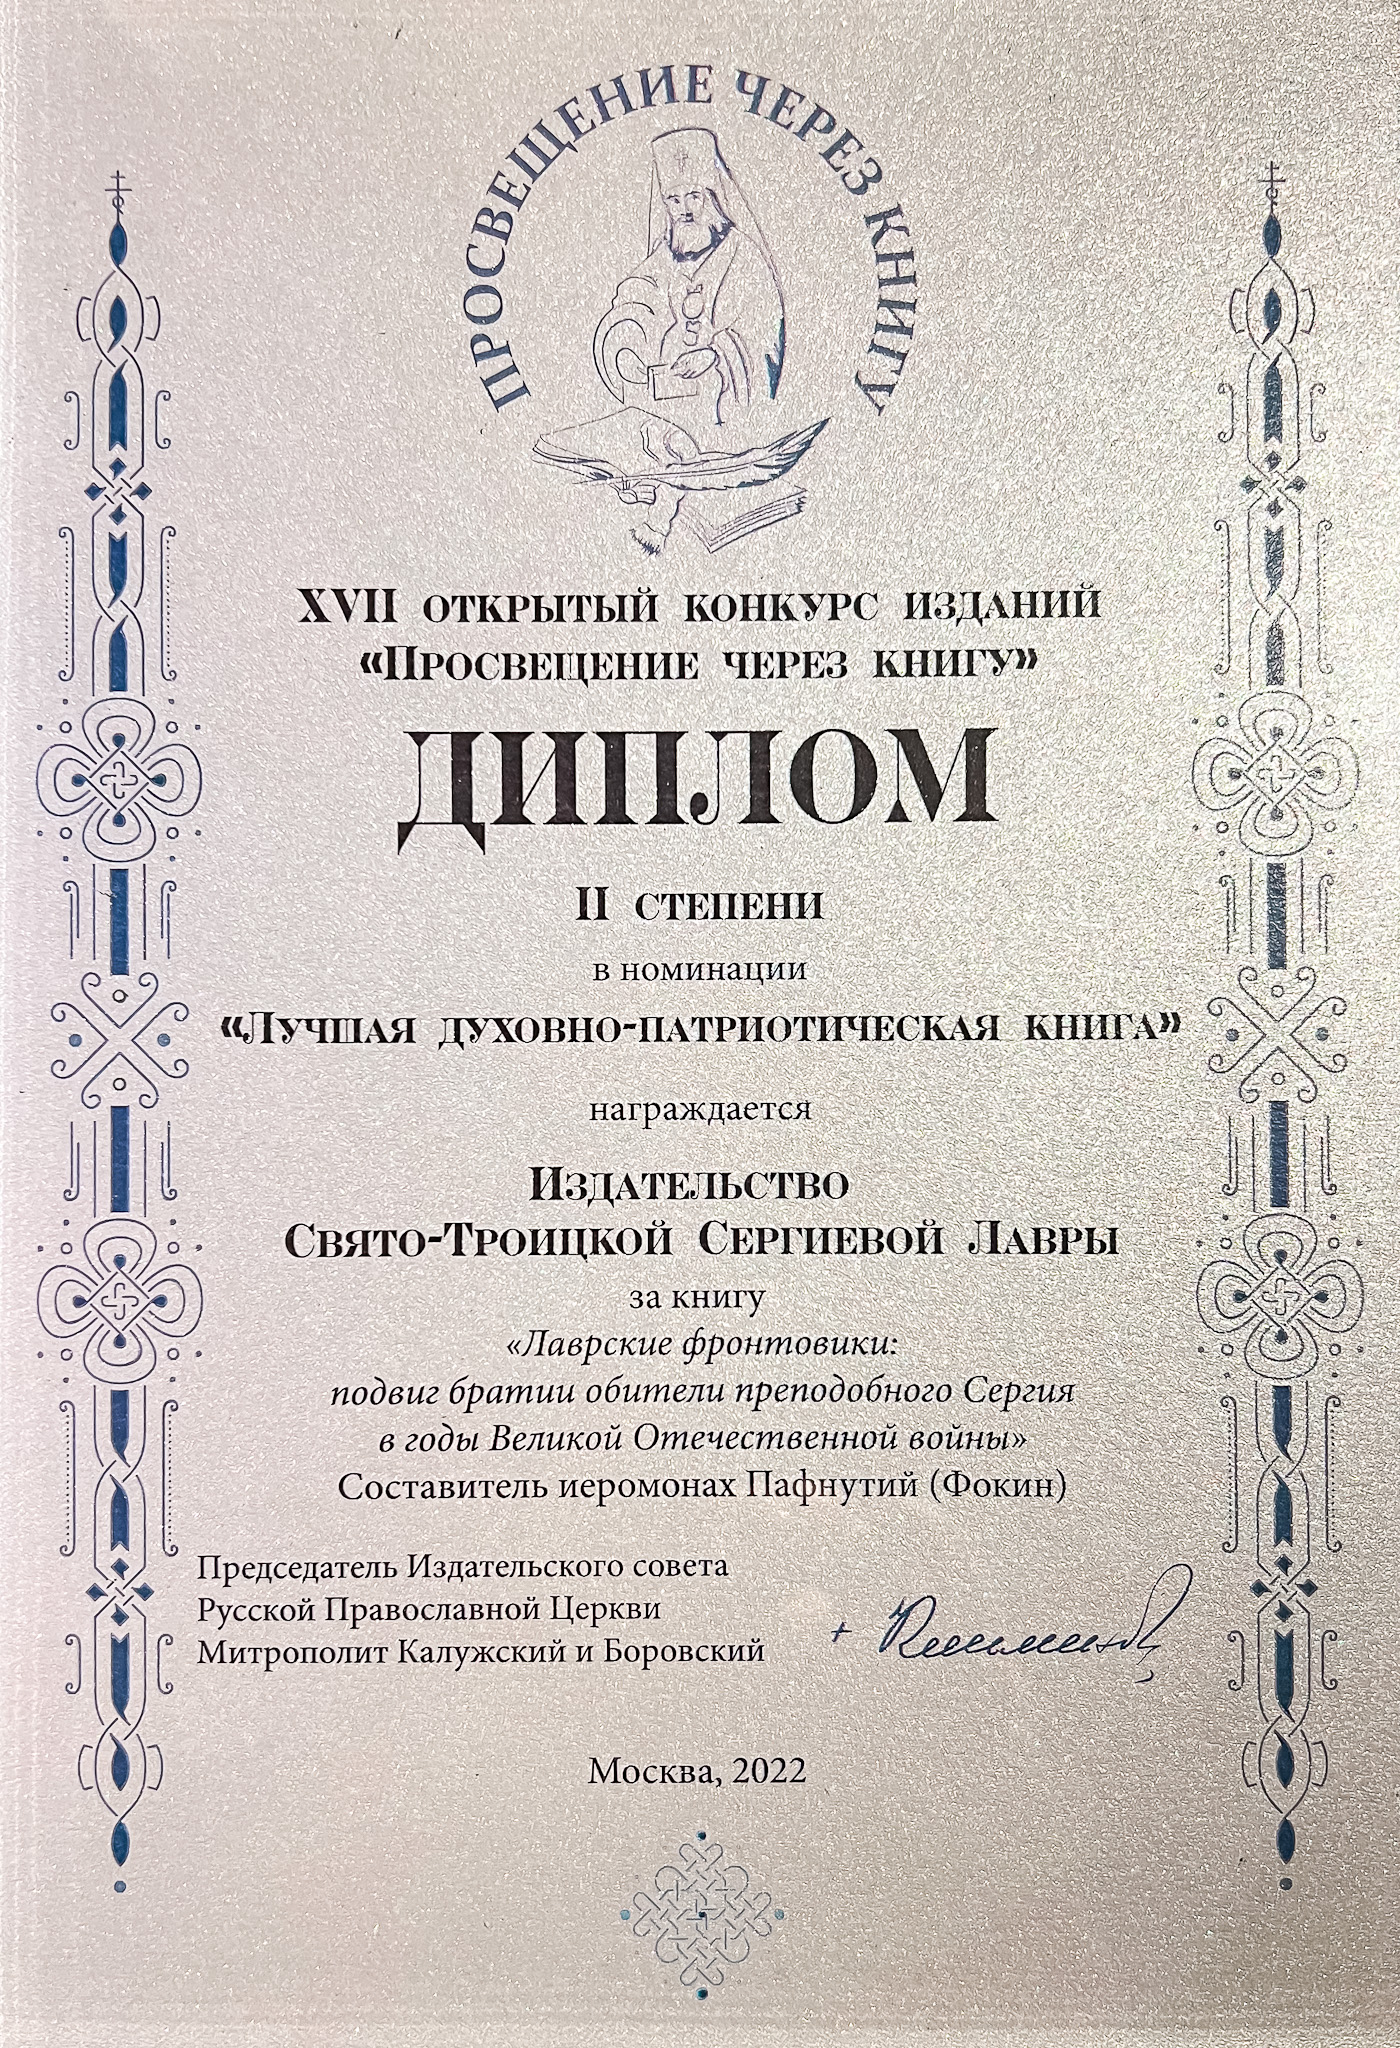 ПРОСВЕЩЕНИЕ ЧЕРЕЗ КНИГУ
XVII ОТКРЫТЫЙ КОНКУРС ИЗДАНИЙ
«ПРОСВЕЩЕНИЕ ЧЕРЕЗ КНИГУ»
ДИПЛОМ
II СТЕПЕНИ
в номинации
«ЛУЧШАЯ ДУХОВНО-ПАТРИОТИЧЕСКАЯ КНИГА»
награждается
ИЗДАТЕЛЬСТВО
СВЯТО-ТРОИЦКОЙ СЕРГИЕВОЙ ЛАВРЫ
за книгу
«Лаврские фронтовики:
подвиг братии обители преподобного Сергия
в годы Великой Отечественной войны»
Составитель иеромонах Пафнутий (Фокин)
Председатель Издательского совета
Русской Православной Церкви
Митрополит Калужский и Боровский
Москва, 2022